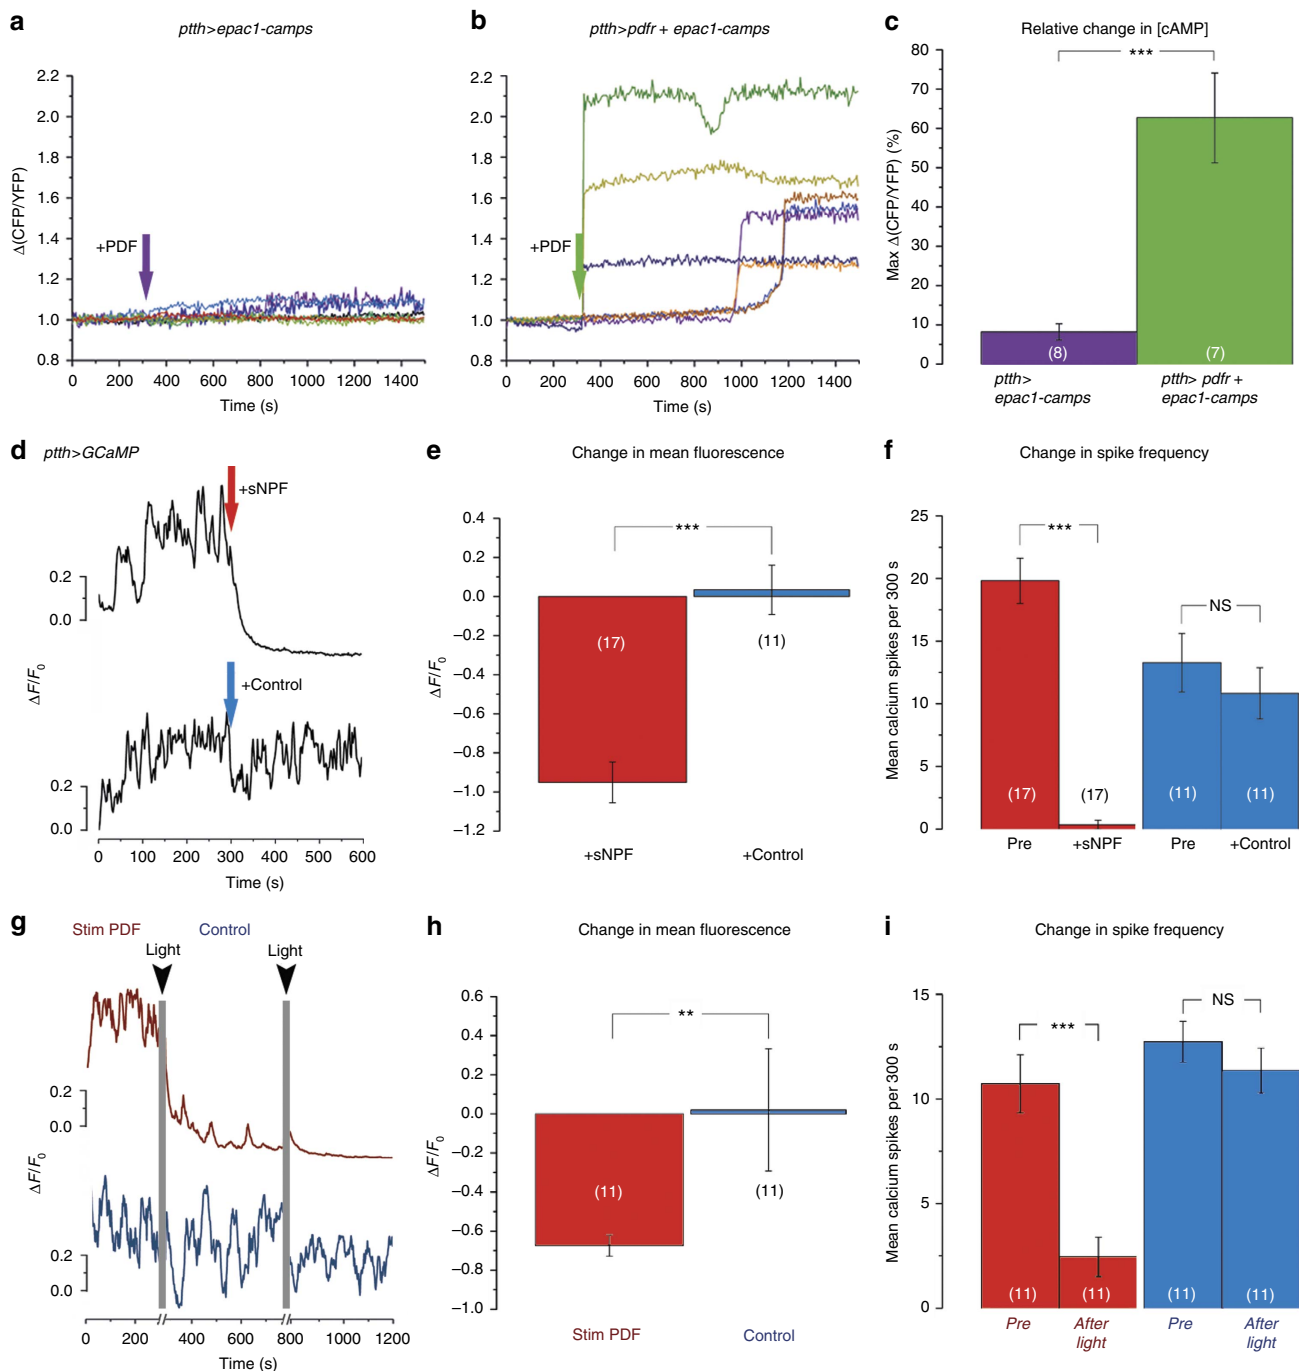 a
ptth>epac1-camps
Δ(CFP/YFP)
2.2
2.0
1.8
1.6
1.4
1.2
1.0
0.8
+PDF
0 200 400 600 800 1000 1200 1400
Time (s)
b
ptth>pdfr + epac1-camps
2.2
2.0
1.8
1.6
1.4
1.2
1.0
0.8
+PDF
0 200 400 600 800 1000 1200 1400
Time (s)
c
Relative change in [cAMP]
Max Δ(CFP/YFP) (%)
80
70
60
50
40
30
20
10
0
***
(8)
(7)
ptth>
epac1-camps
ptth> pdfr +
epac1-camps
d
ptth>GCaMP
+sNPF
0.2
0.0
ΔF/F0
+Control
0.2
0.0
0 100 200 300 400 500 600
Time (s)
e
Change in mean fluorescence
ΔF/F0
0.4
0.2
0.0
−0.2
−0.4
−0.6
−0.8
−1.0
−1.2
***
(17)
(11)
+sNPF
+Control
f
Change in spike frequency
Mean calcium spikes per 300 s
25
20
15
10
5
0
***
NS
(17)
(17)
(11)
(11)
Pre
+sNPF
Pre
+Control
g
Stim PDF
Control
Light
Light
0.2
0.0
ΔF/F0
0.2
0.0
0 200 400 600 800 1000 1200
Time (s)
h
Change in mean fluorescence
ΔF/F0
0.6
0.4
0.2
0.0
−0.2
−0.4
−0.6
−0.8
−1.0
**
(11)
(11)
Stim PDF
Control
i
Change in spike frequency
Mean calcium spikes per 300 s
15
10
5
0
***
NS
(11)
(11)
(11)
(11)
Pre
After
light
Pre
After
light